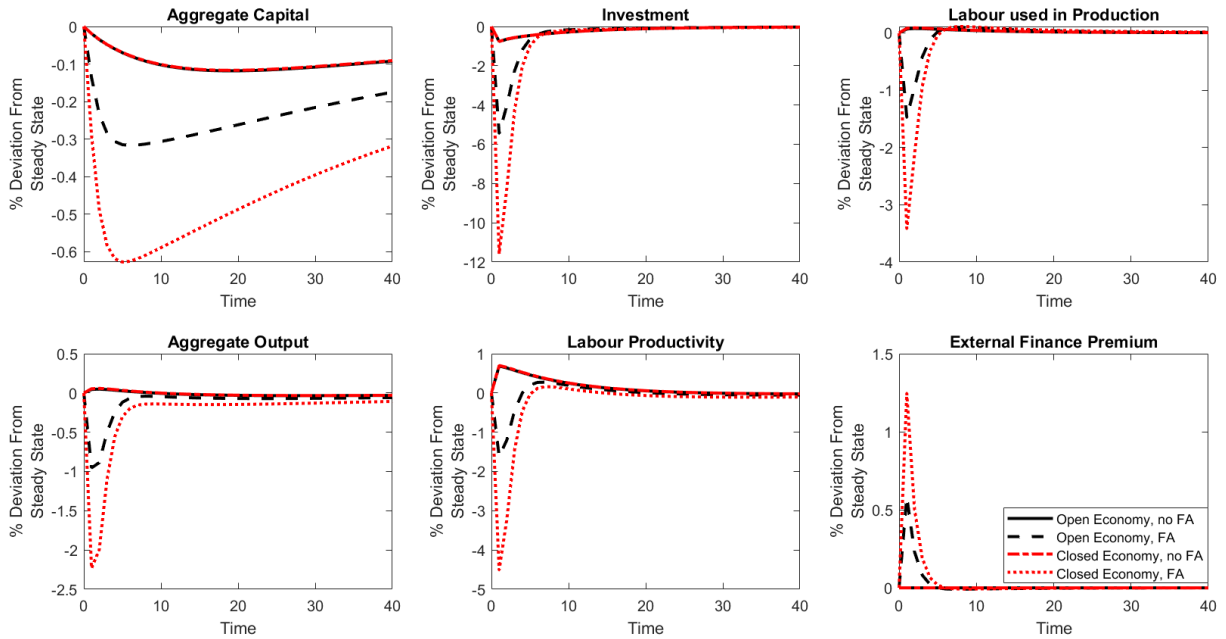 Aggregate Capital
% Deviation From
Steady State
0
-0.1
-0.2
-0.3
-0.4
-0.5
-0.6
0 10 20 30 40
Time
Investment
% Deviation From
Steady State
0
-2
-4
-6
-8
-10
-12
0 10 20 30 40
Time
Labour used in Production
% Deviation From
Steady State
0
-1
-2
-3
-4
0 10 20 30 40
Time
Aggregate Output
% Deviation From
Steady State
0.5
0
-0.5
-1
-1.5
-2
-2.5
0 10 20 30 40
Time
Labour Productivity
% Deviation From
Steady State
1
0
-1
-2
-3
-4
-5
0 10 20 30 40
Time
External Finance Premium
% Deviation From
Steady State
1.5
1
0.5
0
0 10 20 30 40
Time
Open Economy, no FA
Open Economy, FA
Closed Economy, no FA
Closed Economy, FA